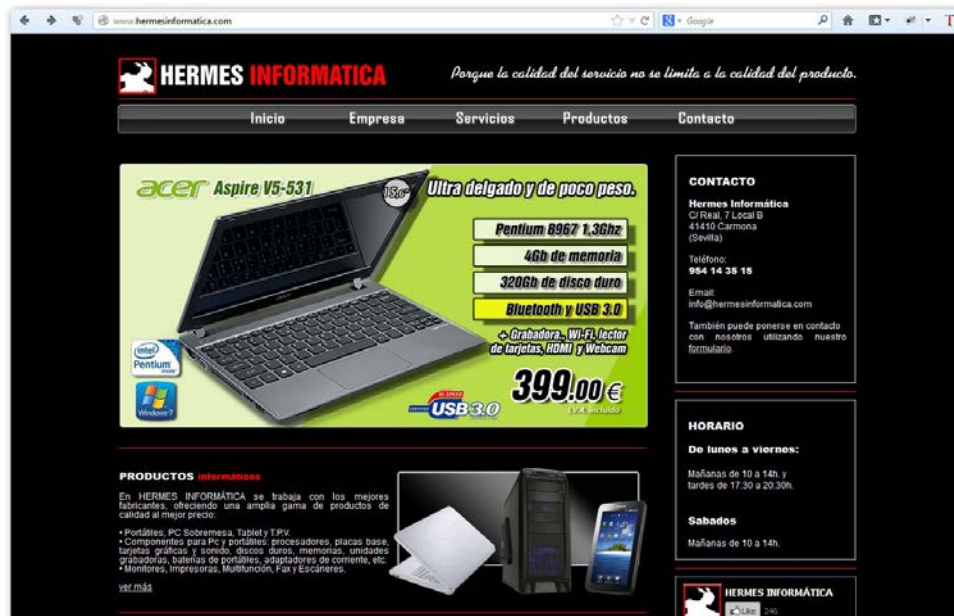 www.hermesinformatica.com
Google
HERMES INFORMATICA
Porque la calidad del servicio no se limita a la calidad del producto.
Inicio Empresa Servicios Productos Contacto
acer Aspire V5-531
15,6"
Ultra delgado y de poco peso.
Pentium B967 1,3Ghz
4Gb de memoria
320Gb de disco duro
Bluetooth y USB 3.0
+ Grabadora., Wi-Fi, lector
de tarjetas, HDMI y Webcam
399.00 €
I.V.A. incluido
intel
Pentium
inside
Windows 7
HI-SPEED
CERTIFIED
USB 3.0
CONTACTO
Hermes Informática
C/ Real, 7 Local B
41410 Carmona
(Sevilla)
Teléfono:
954 14 35 15
Email:
info@hermesinformatica.com
También puede ponerse en contacto
con nosotros utilizando nuestro
formulario.
HORARIO
De lunes a viernes:
Mañanas de 10 a 14h. y
tardes de 17:30 a 20:30h.
Sabados
Mañanas de 10 a 14h.
PRODUCTOS informáticos
En HERMES INFORMÁTICA se trabaja con los mejores
fabricantes, ofreciendo una amplia gama de productos de
calidad al mejor precio:
• Portátiles, PC Sobremesa, Tablet y T.P.V.
• Componentes para Pc y portátiles: procesadores, placas base,
tarjetas gráficas y sonido, discos duros, memorias, unidades
grabadoras, baterías de portátiles, adaptadores de corriente, etc.
• Monitores, Impresoras, Multifunción, Fax y Escáneres.
ver más
HERMES INFORMÁTICA
Like 246